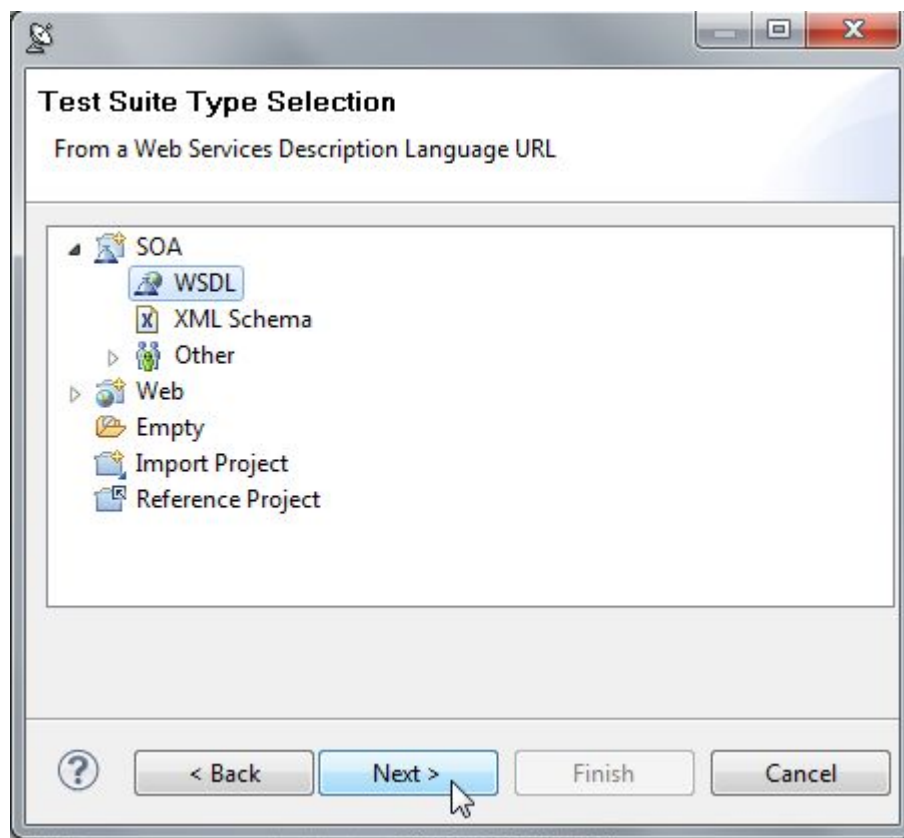 Test Suite Type Selection
From a Web Services Description Language URL
SOA
WSDL
XML Schema
Other
Web
Empty
Import Project
Reference Project
? < Back Next > Finish Cancel